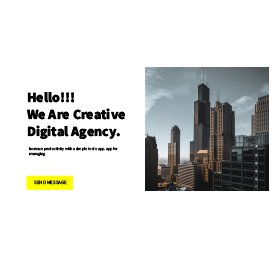 Hello!!!
We Are Creative
Digital Agency.
Increase productivity with a simple to-do app. app for
managing
SEND MESSAGE